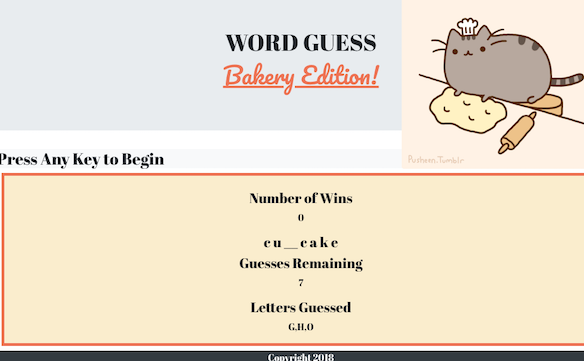 WORD GUESS
Bakery Edition!
Pusheen.Tumblr
Press Any Key to Begin
Number of Wins
0
c u __ c a k e
Guesses Remaining
7
Letters Guessed
G,H,O
Copyright 2018